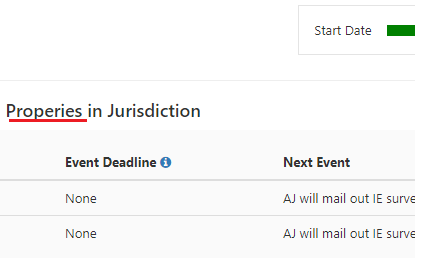 Start Date
Properies in Jurisdiction
Event Deadline Next Event
None AJ will mail out IE surve
None AJ will mail out IE surve